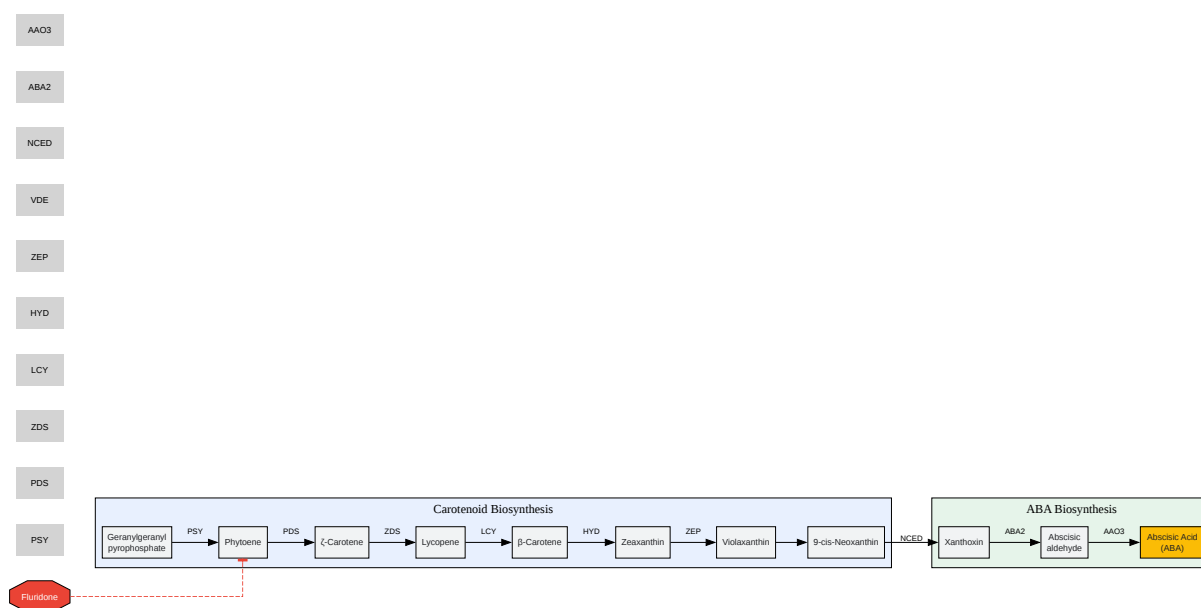 AAO3
ABA2
NCED
VDE
ZEP
HYD
LCY
ZDS
PDS
PSY
Fluridone
Carotenoid Biosynthesis
Geranylgeranyl
pyrophosphate
PSY
Phytoene
PDS
ζ-Carotene
ZDS
Lycopene
LCY
β-Carotene
HYD
Zeaxanthin
ZEP
Violaxanthin
9-cis-Neoxanthin
NCED
ABA Biosynthesis
Xanthoxin
ABA2
Abscisic
aldehyde
AAO3
Abscisic Acid
(ABA)